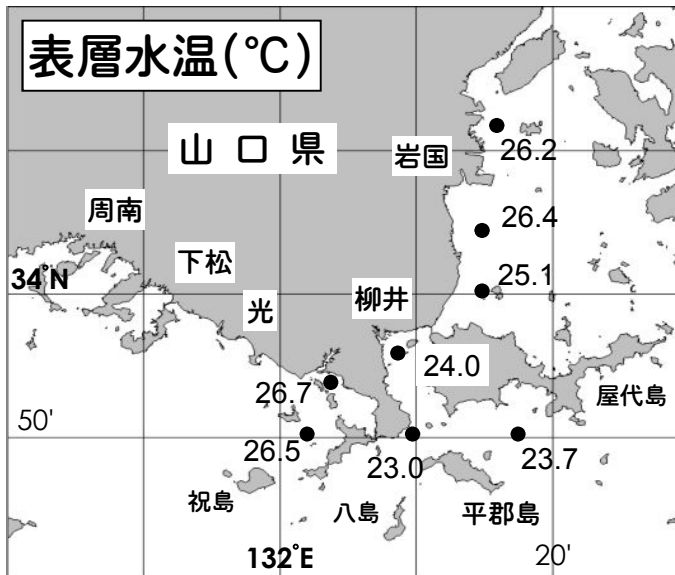 表層水温(℃)
山口県
岩国
26.2
周南
26.4
下松
34°N
25.1
光
柳井
24.0
26.7
屋代島
50'
26.5
23.0
23.7
祝島
八島
平郡島
132°E
20'